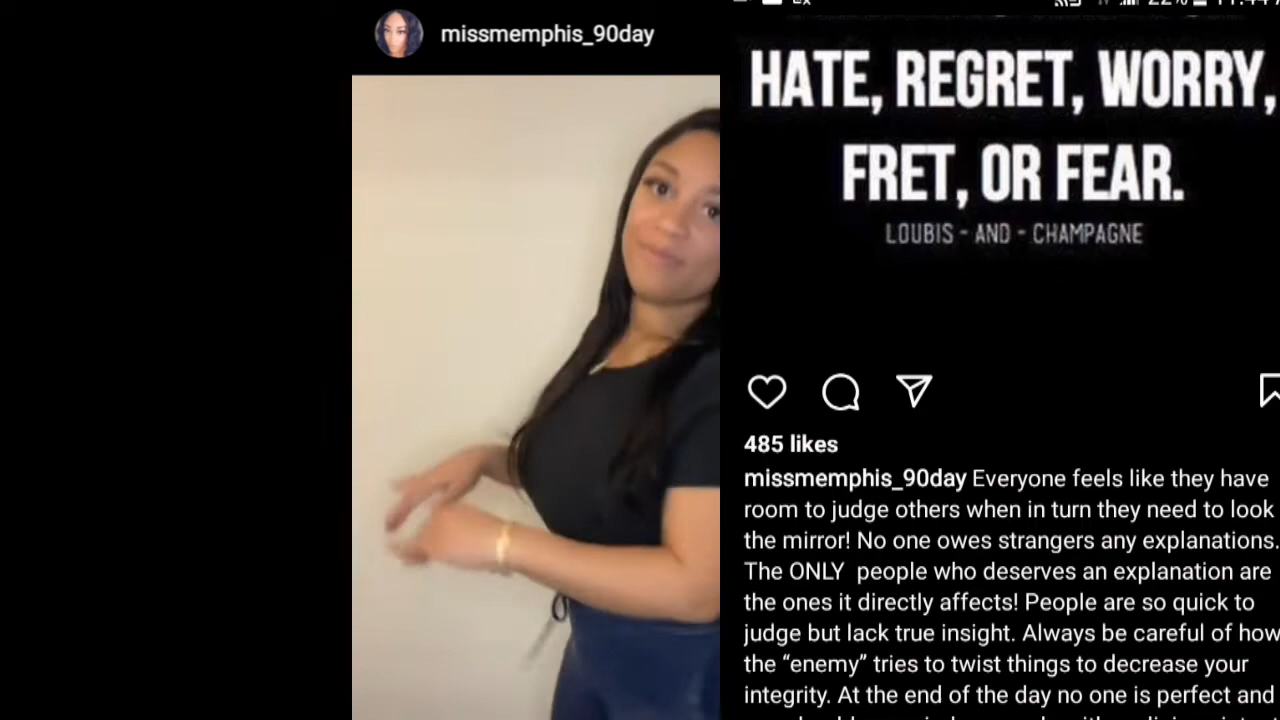 missmemphis_90day
22%
HATE, REGRET, WORRY,
FRET, OR FEAR.
LOUBIS - AND - CHAMPAGNE
485 likes
missmemphis_90day Everyone feels like they have
room to judge others when in turn they need to look
the mirror! No one owes strangers any explanations.
The ONLY people who deserves an explanation are
the ones it directly affects! People are so quick to
judge but lack true insight. Always be careful of how
the “enemy” tries to twist things to decrease your
integrity. At the end of the day no one is perfect and